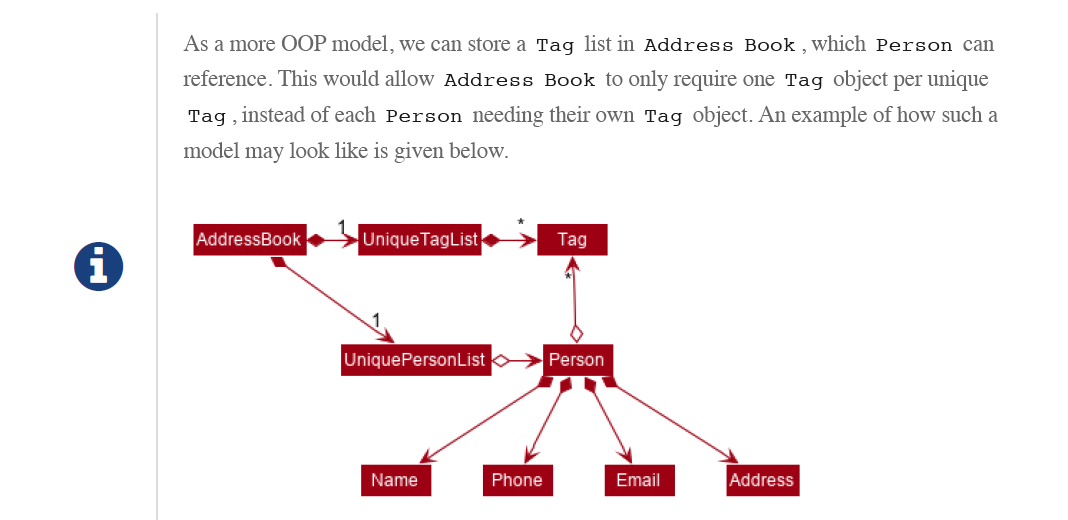 As a more OOP model, we can store a Tag list in Address Book , which Person can
reference. This would allow Address Book to only require one Tag object per unique
Tag , instead of each Person needing their own Tag object. An example of how such a
model may look like is given below.
AddressBook 1 UniqueTagList * Tag
*
1
UniquePersonList Person
Name Phone Email Address